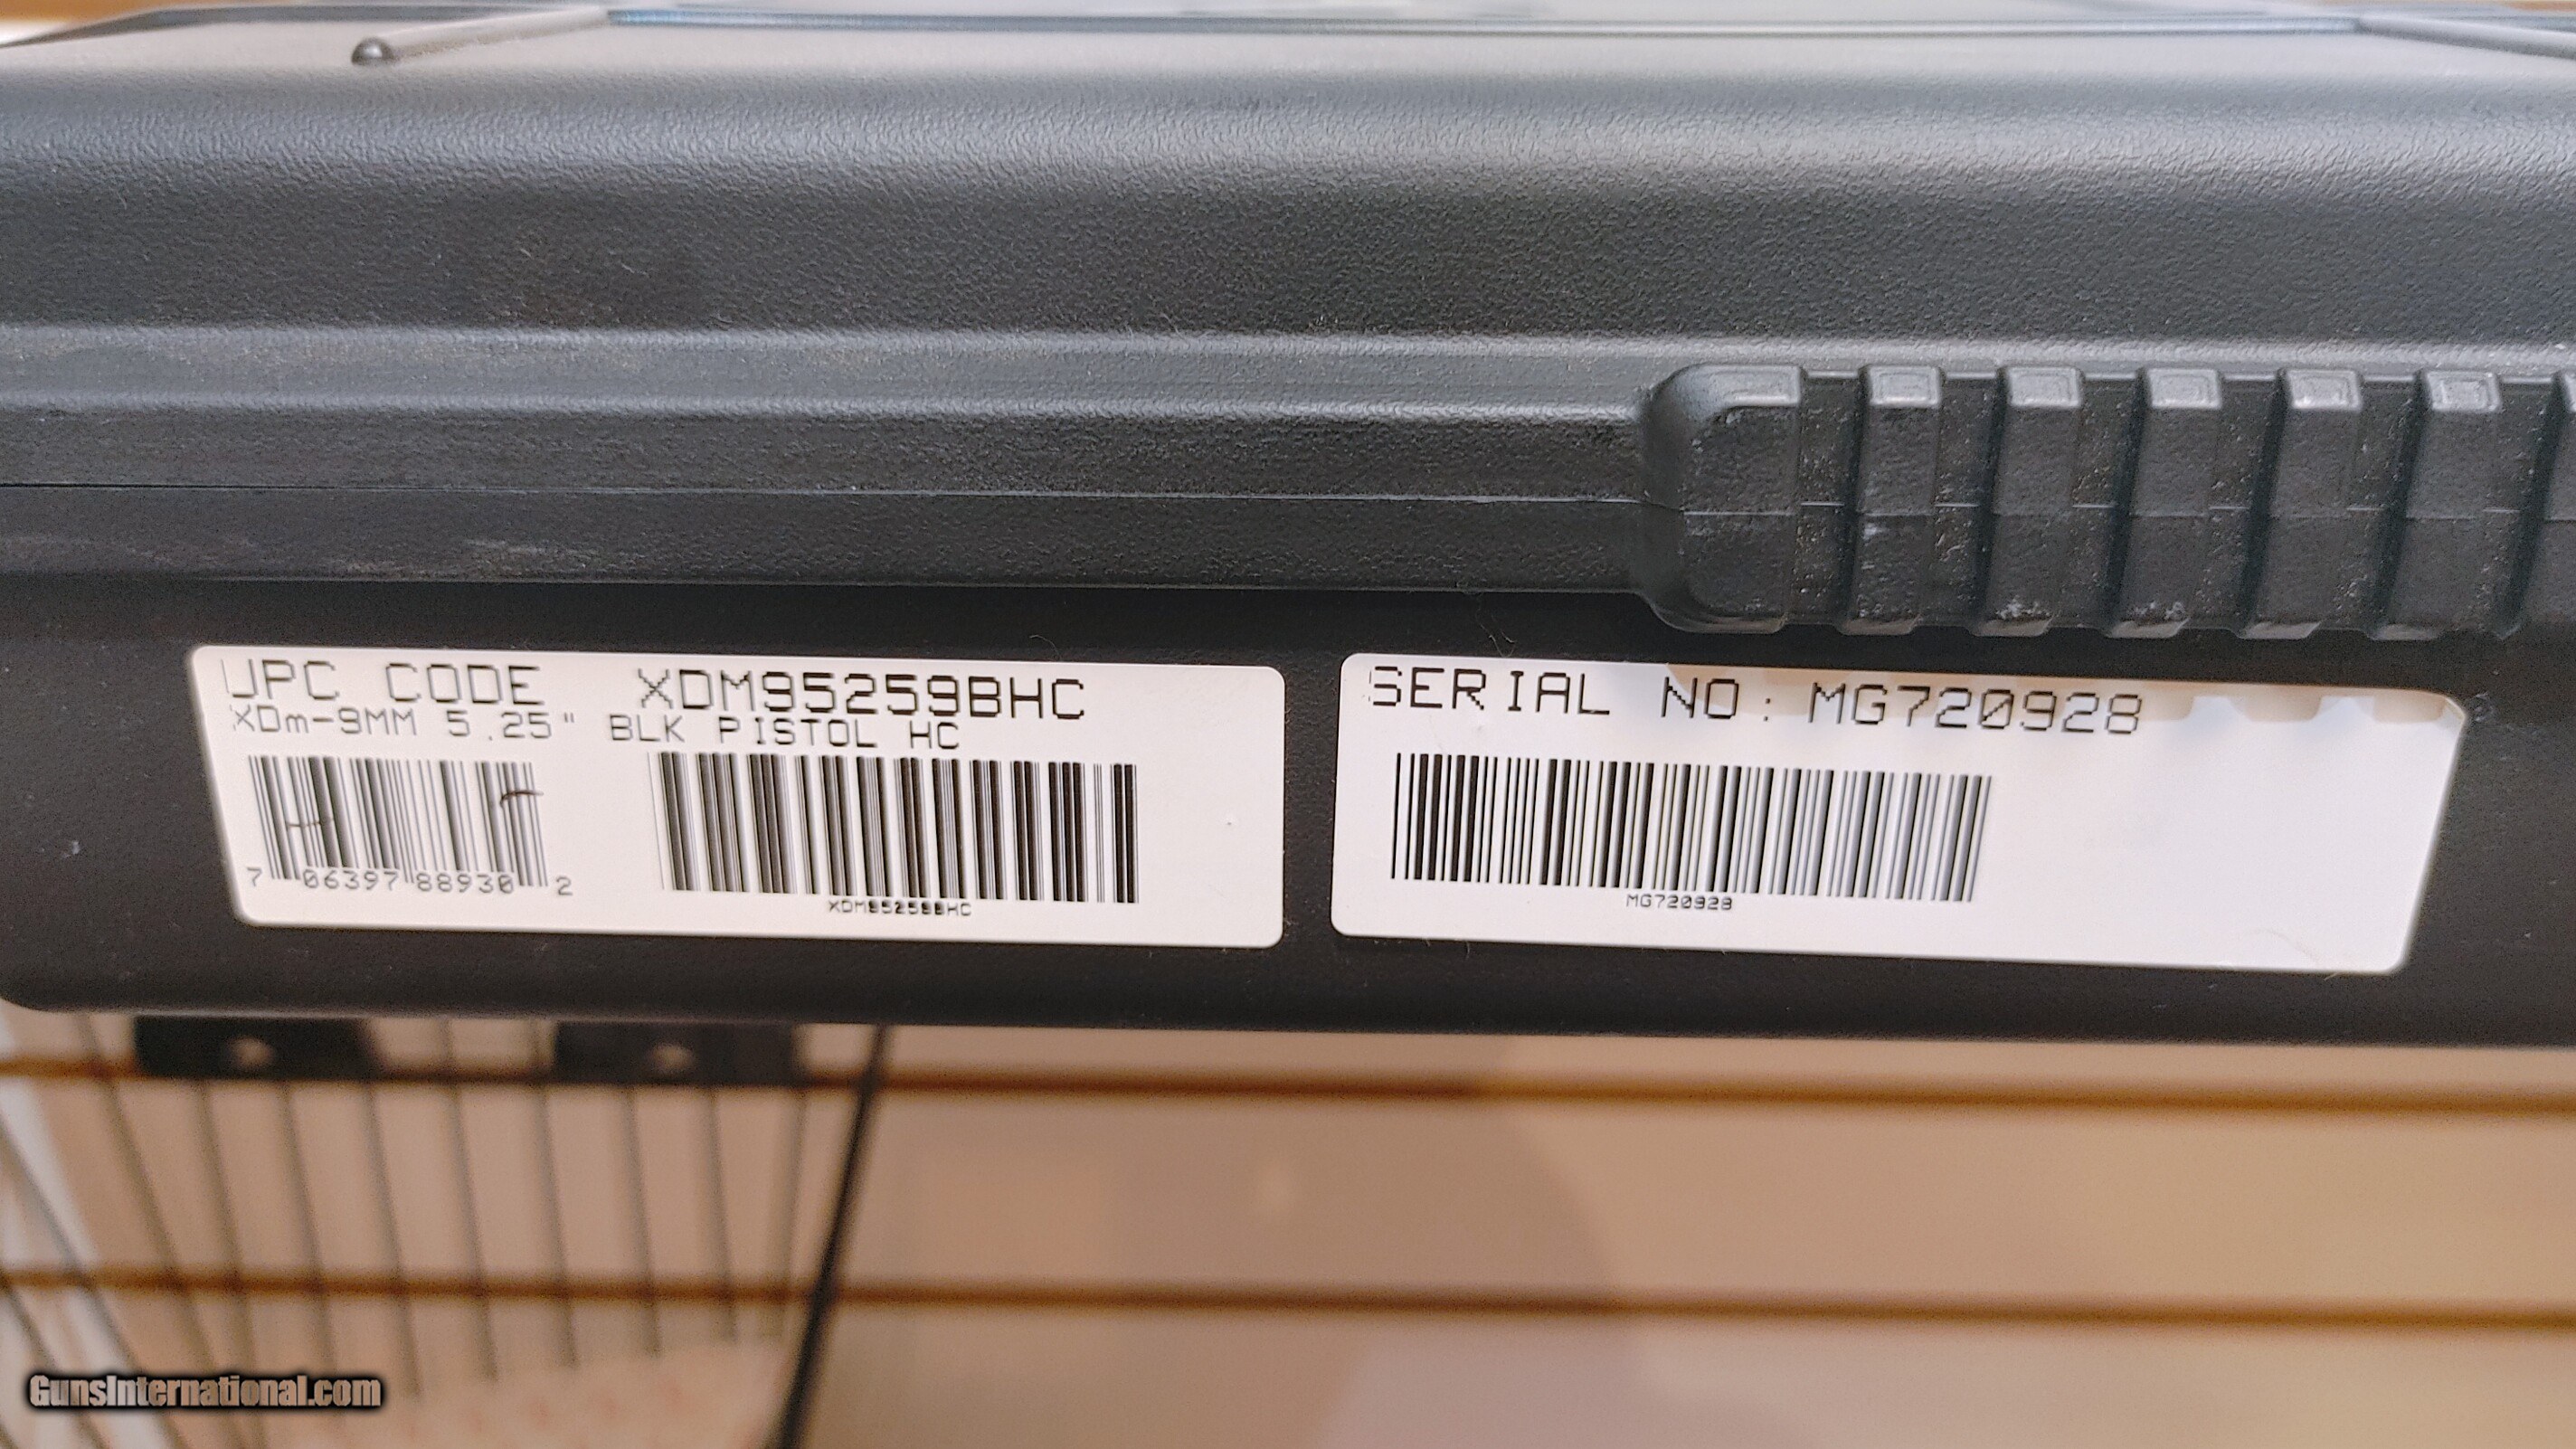 UPC CODE XDM95259BHC
XDm-9MM 5.25" BLK PISTOL HC
7 06397 88930 2
XDM95259BHC
SERIAL NO: MG720928
MG720928
GunsInternational.com